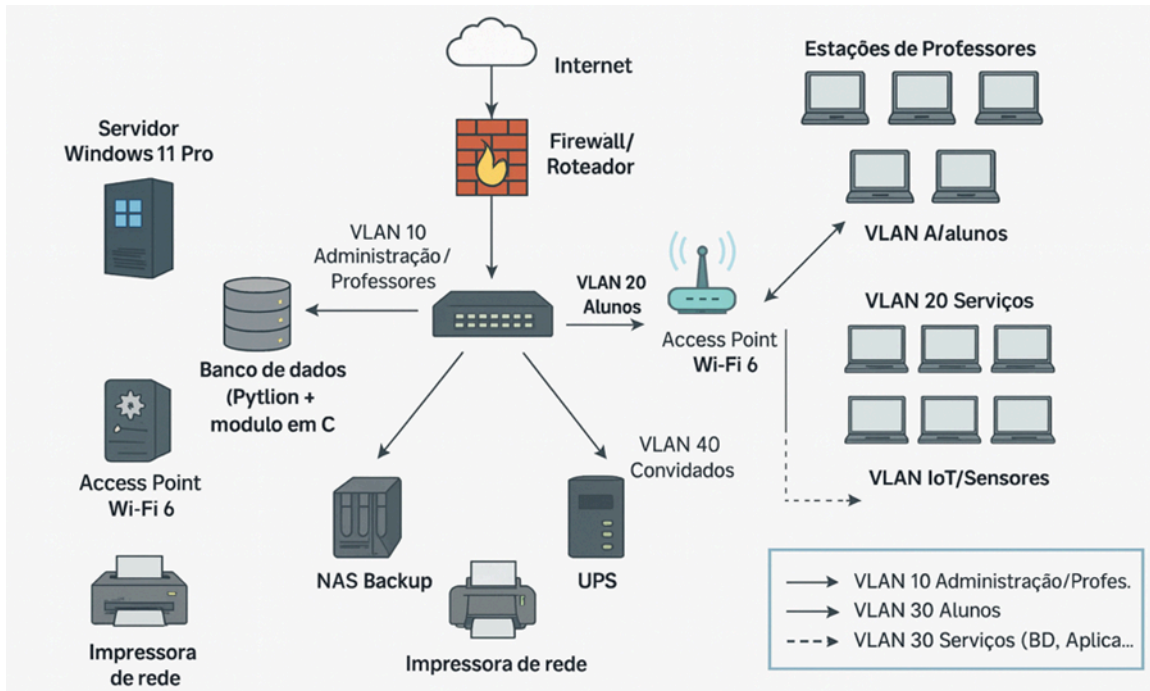 Internet
Firewall/
Roteador
Estações de Professores
VLAN A/alunos
Servidor
Windows 11 Pro
VLAN 10
Administração/
Professores
VLAN 20
Alunos
Access Point
Wi-Fi 6
VLAN 20 Serviços
VLAN IoT/Sensores
Banco de dados
(Pytlion +
modulo em C
Access Point
Wi-Fi 6
VLAN 40
Convidados
NAS Backup
UPS
Impressora
de rede
Impressora de rede
VLAN 10 Administração/Profes.
VLAN 30 Alunos
VLAN 30 Serviços (BD, Aplica...